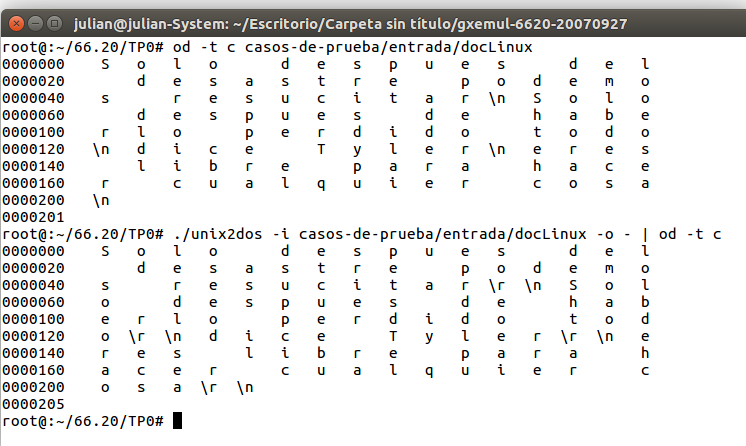 julian@julian-System: ~/Escritorio/Carpeta sin título/gxemul-6620-20070927
root@:~/66.20/TP0# od -t c casos-de-prueba/entrada/docLinux
0000000   S   o   l   o       d   e   s   p   u   e   s       d   e   l
0000020       d   e   s   a   s   t   r   e       p   o   d   e   m   o
0000040   s       r   e   s   u   c   i   t   a   r  \n   S   o   l   o
0000060       d   e   s   p   u   e   s       d   e       h   a   b   e
0000100   r   l   o       p   e   r   d   i   d   o       t   o   d   o
0000120  \n   d   i   c   e       T   y   l   e   r  \n   e   r   e   s
0000140       l   i   b   r   e       p   a   r   a       h   a   c   e
0000160   r       c   u   a   l   q   u   i   e   r       c   o   s   a
0000200  \n
0000201
root@:~/66.20/TP0# ./unix2dos -i casos-de-prueba/entrada/docLinux -o - | od -t c
0000000   S   o   l   o       d   e   s   p   u   e   s       d   e   l
0000020       d   e   s   a   s   t   r   e       p   o   d   e   m   o
0000040   s       r   e   s   u   c   i   t   a   r  \r  \n   S   o   l
0000060   o       d   e   s   p   u   e   s       d   e       h   a   b
0000100   e   r   l   o       p   e   r   d   i   d   o       t   o   d
0000120   o  \r  \n   d   i   c   e       T   y   l   e   r  \r  \n   e
0000140   r   e   s       l   i   b   r   e       p   a   r   a       h
0000160   a   c   e   r       c   u   a   l   q   u   i   e   r       c
0000200   o   s   a  \r  \n
0000205
root@:~/66.20/TP0#